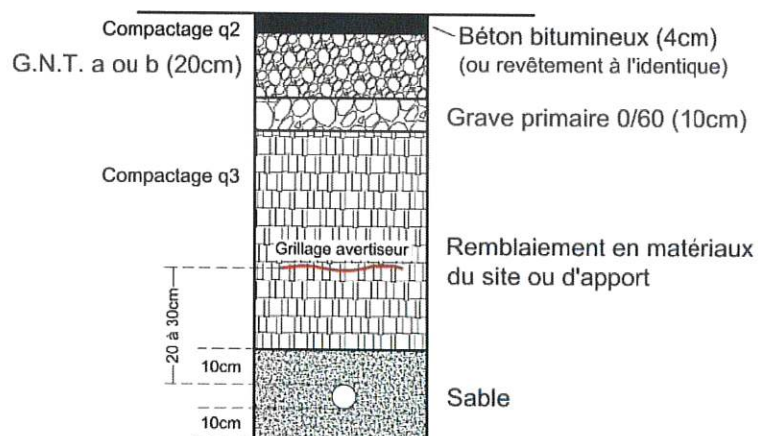 Compactage q2
G.N.T. a ou b (20cm)
Béton bitumineux (4cm)
(ou revêtement à l'identique)
Grave primaire 0/60 (10cm)
Compactage q3
Grillage avertiseur
Remblaiement en matériaux
du site ou d'apport
20 à 30cm
10cm
Sable
10cm